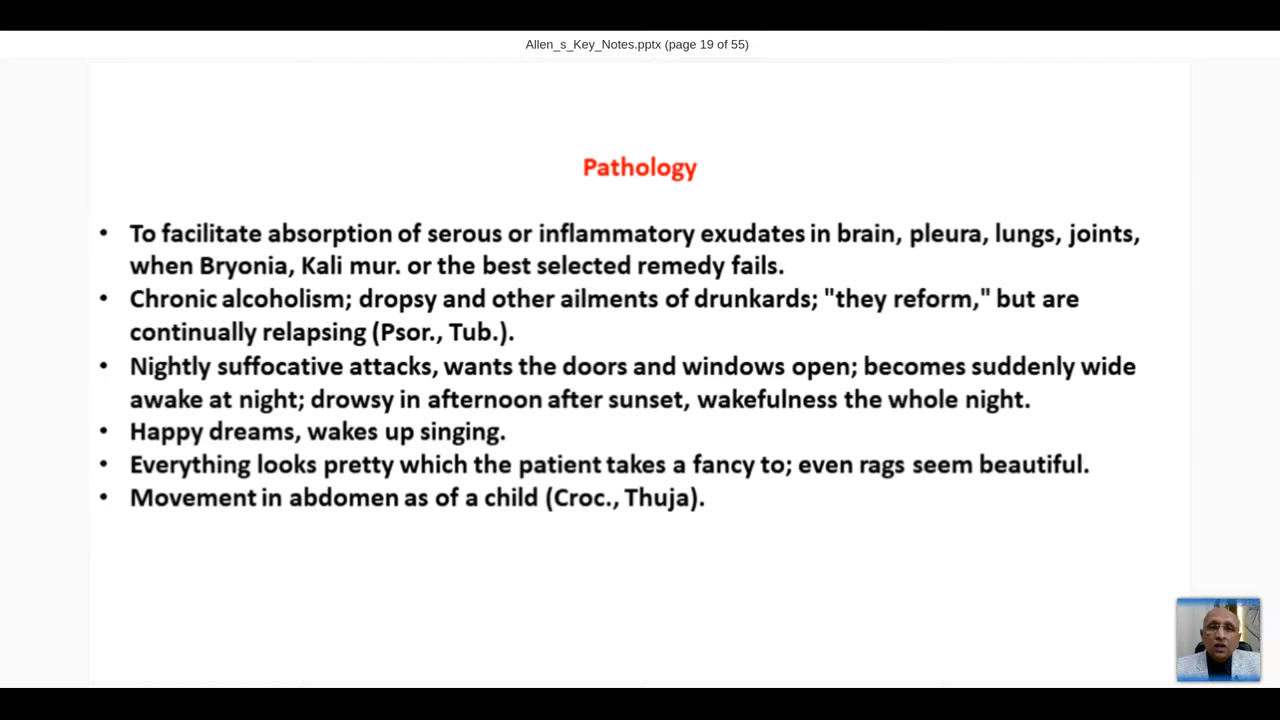 Allen_s_Key_Notes.pptx (page 19 of 55)
Pathology
• To facilitate absorption of serous or inflammatory exudates in brain, pleura, lungs, joints,
when Bryonia, Kali mur. or the best selected remedy fails.
• Chronic alcoholism; dropsy and other ailments of drunkards; "they reform," but are
continually relapsing (Psor., Tub.).
• Nightly suffocative attacks, wants the doors and windows open; becomes suddenly wide
awake at night; drowsy in afternoon after sunset, wakefulness the whole night.
• Happy dreams, wakes up singing.
• Everything looks pretty which the patient takes a fancy to; even rags seem beautiful.
• Movement in abdomen as of a child (Croc., Thuja).